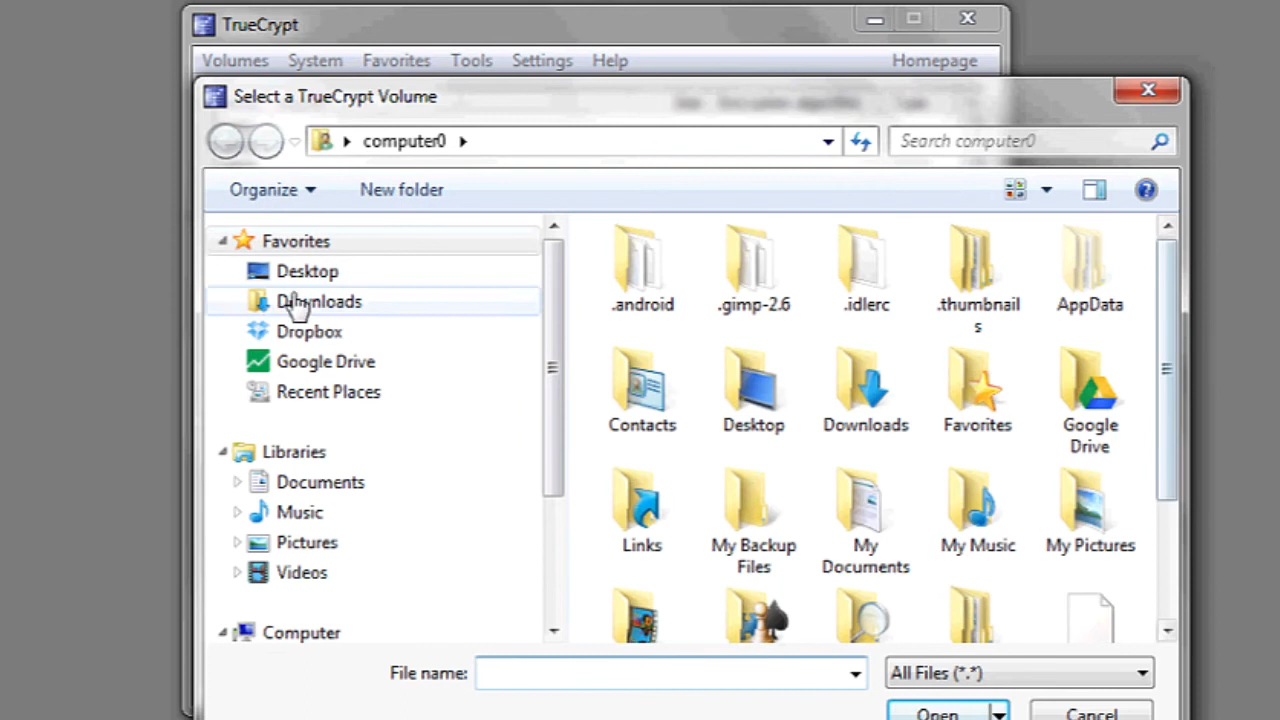 TrueCrypt
Volumes System Favorites Tools Settings Help Homepage
Select a TrueCrypt Volume
computer0
Search computer0
Organize New folder
Favorites
Desktop
Downloads
Dropbox
Google Drive
Recent Places
Libraries
Documents
Music
Pictures
Videos
Computer
.android .gimp-2.6 .idlerc .thumbnail AppData
s
Contacts Desktop Downloads Favorites Google
Drive
Links My Backup My My Music My Pictures
Files Documents
File name: All Files (*.*)
Open Cancel